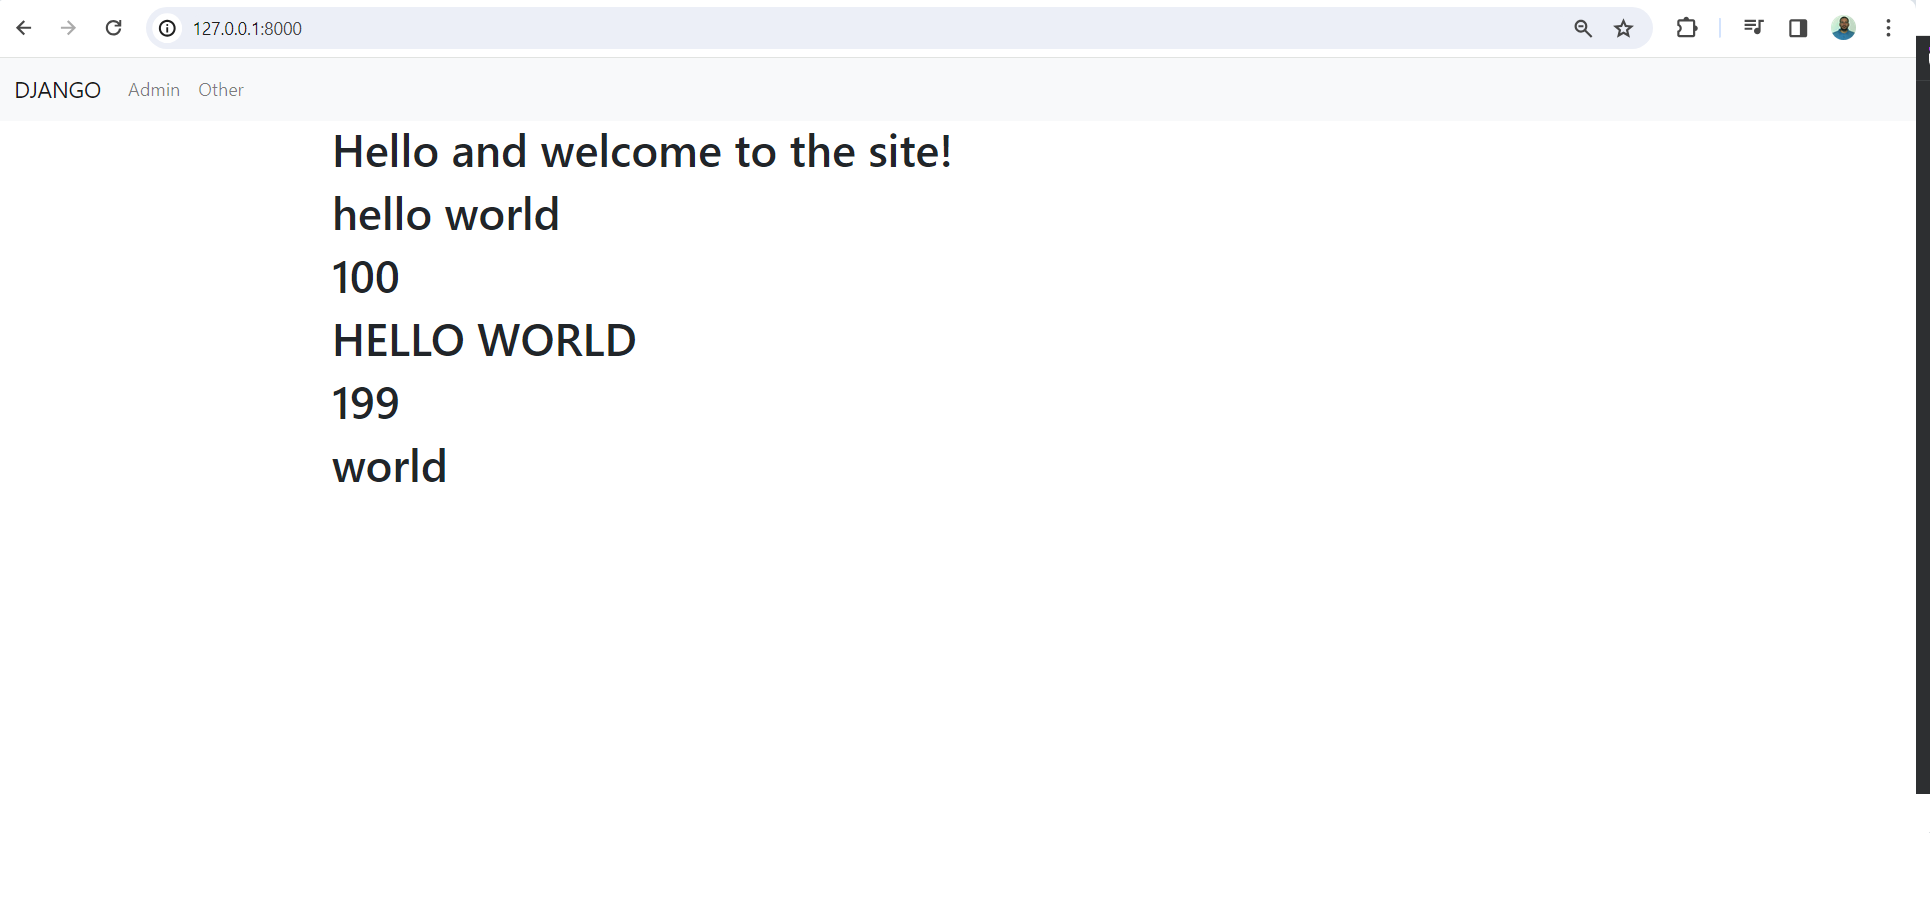 127.0.0.1:8000
DJANGO Admin Other
Hello and welcome to the site!
hello world
100
HELLO WORLD
199
world